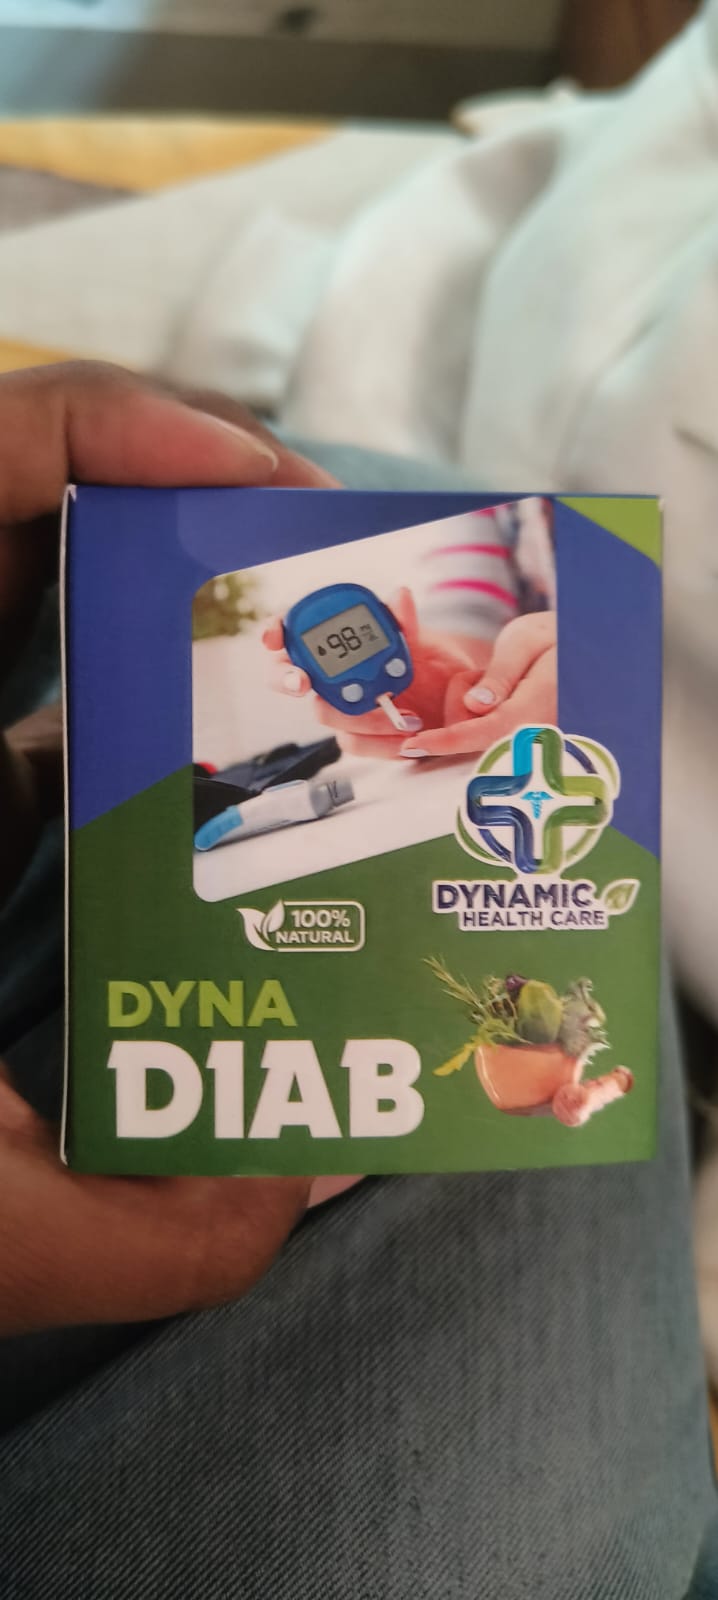 98
DYNAMIC
HEALTH CARE
100%
NATURAL
DYNA
DIAB